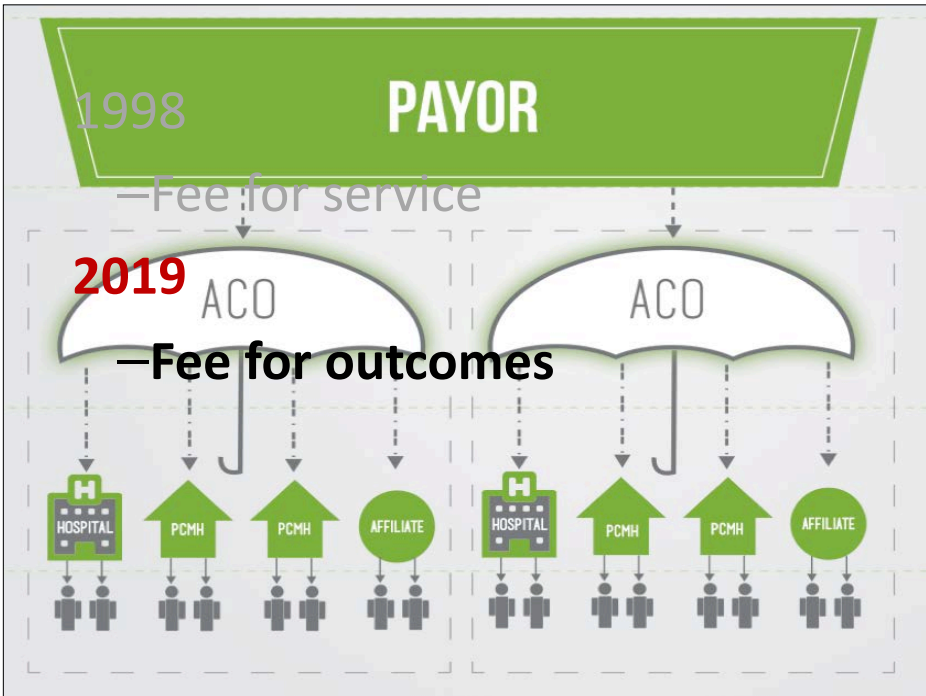 PAYOR
1998
–Fee for service
2019
ACO
ACO
–Fee for outcomes
H
HOSPITAL
PCMH
PCMH
AFFILIATE
H
HOSPITAL
PCMH
PCMH
AFFILIATE